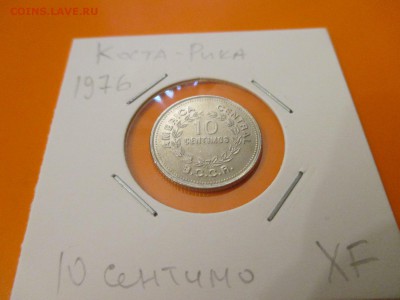 COINS.LAVE.RU
Коста-Рика
1976
AMERICA CENTRAL
10
CENTIMOS
B.C.C.R.
10 сентимо XF